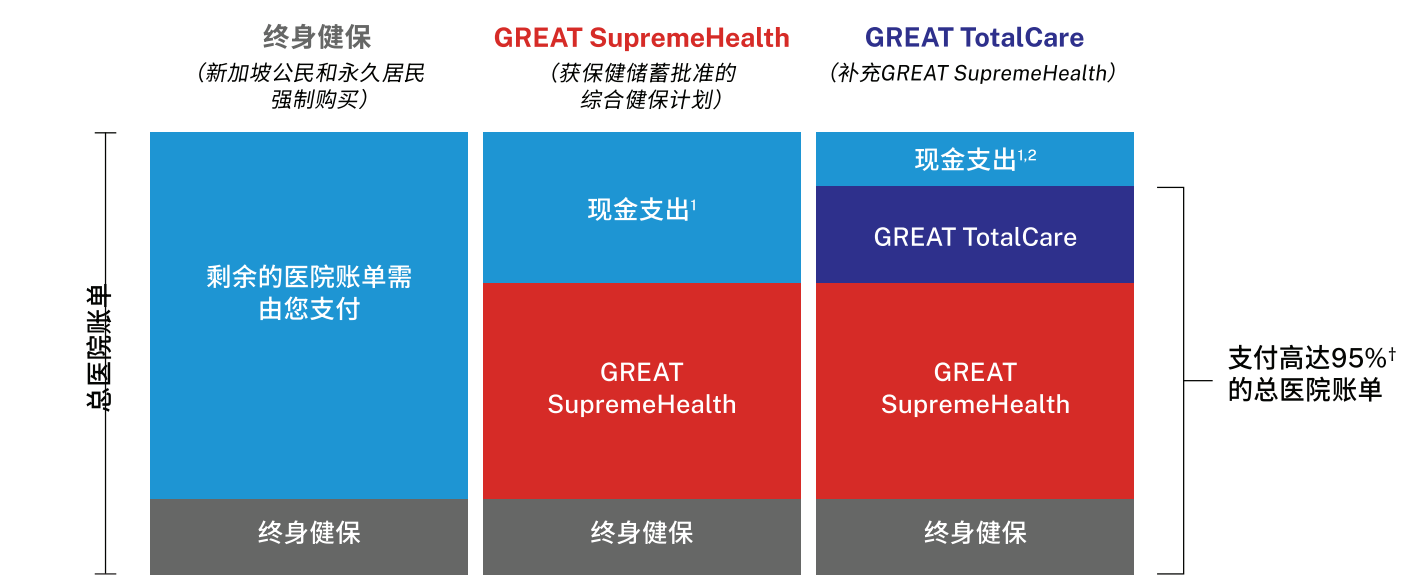 终身健保
（新加坡公民和永久居民
强制购买）
GREAT SupremeHealth
（获保健储蓄批准的
综合健保计划）
GREAT TotalCare
（补充GREAT SupremeHealth）
总医院账单
剩余的医院账单需
由您支付
终身健保
现金支出¹
GREAT
SupremeHealth
终身健保
现金支出¹,²
GREAT TotalCare
GREAT
SupremeHealth
终身健保
支付高达95%†
的总医院账单